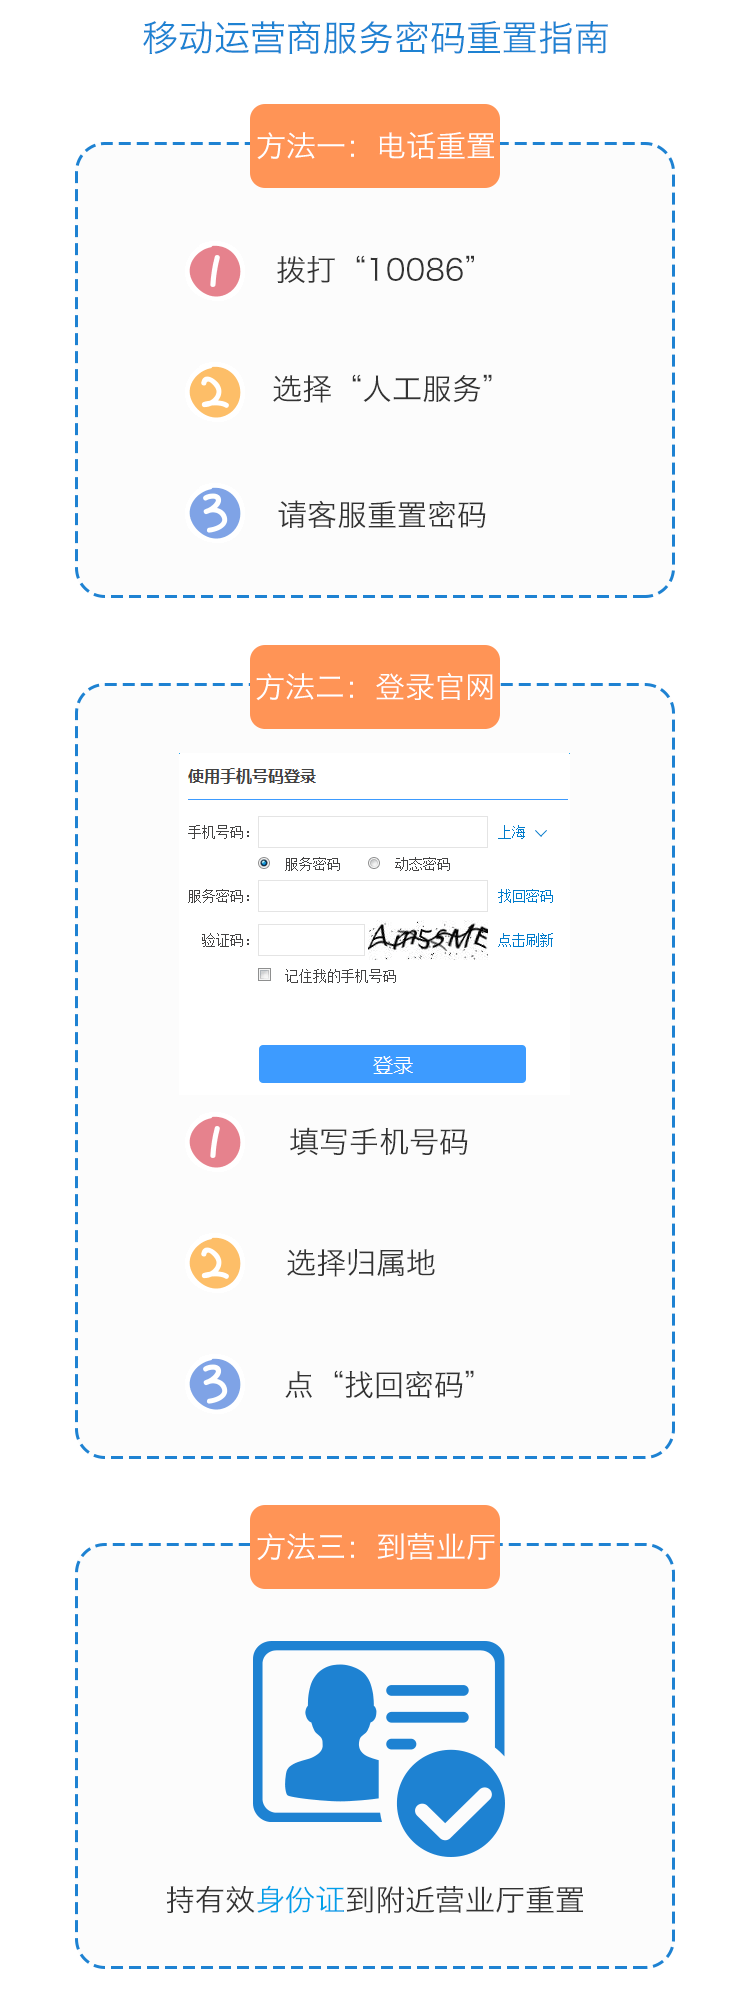 移动运营商服务密码重置指南
方法一：电话重置
1 拨打“10086”
2 选择“人工服务”
3 请客服重置密码
方法二：登录官网
使用手机号码登录
手机号码： 上海
服务密码 动态密码
服务密码： 找回密码
验证码： AmssME 点击刷新
记住我的手机号码
登录
1 填写手机号码
2 选择归属地
3 点“找回密码”
方法三：到营业厅
持有效身份证到附近营业厅重置